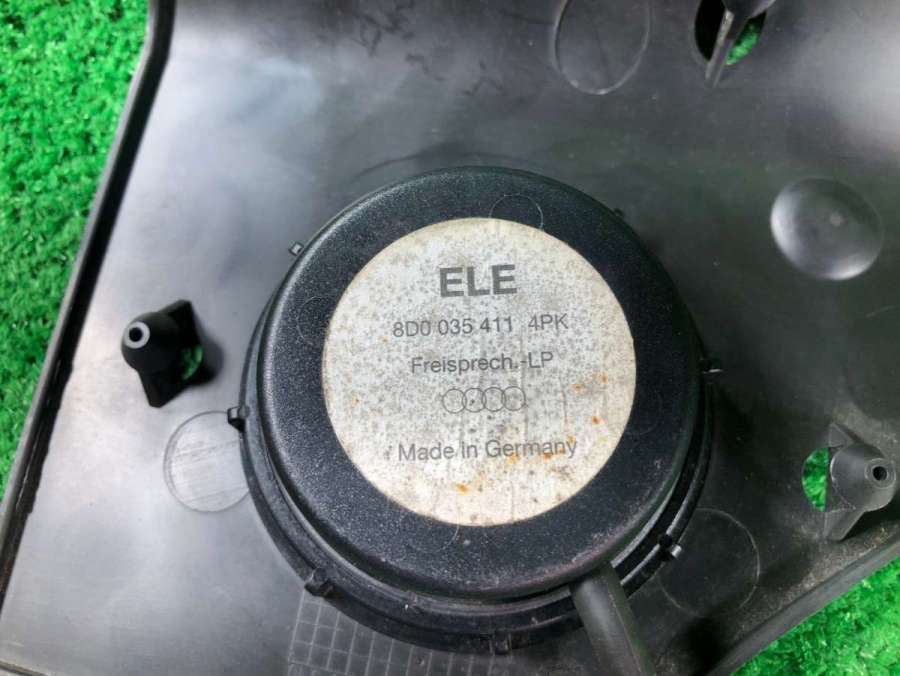 ELE
8D0 035 411 4PK
Freisprech.-LP
Made in Germany